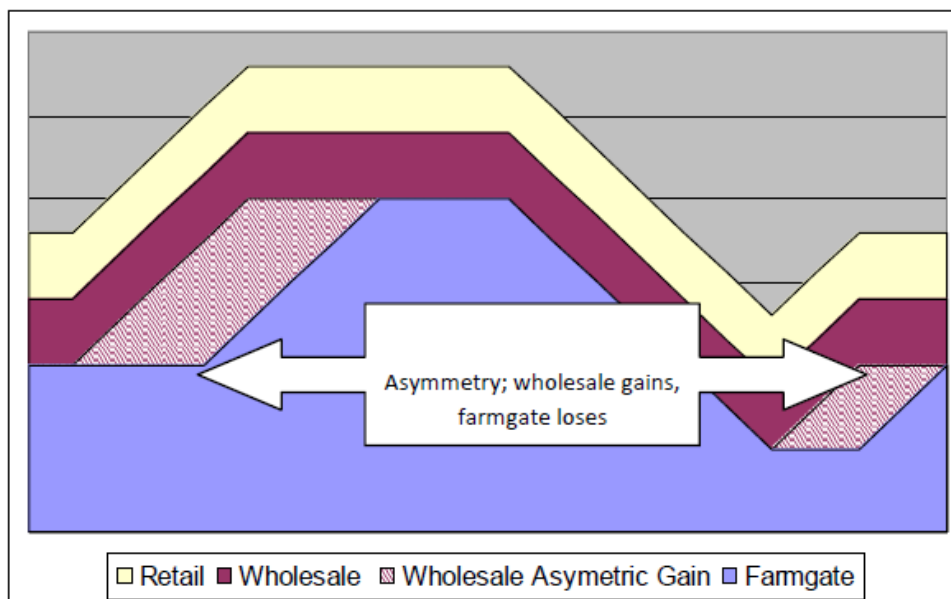 Asymmetry; wholesale gains,
farmgate loses
Retail Wholesale Wholesale Asymetric Gain Farmgate